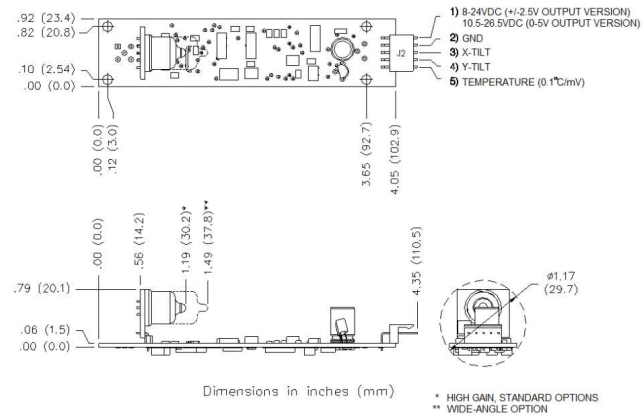 .92 (23.4)
.82 (20.8)
.10 (2.54)
.00 (0.0)
J2
1) 8-24VDC (+/-2.5V OUTPUT VERSION)
10.5-26.5VDC (0-5V OUTPUT VERSION)
2) GND
3) X-TILT
4) Y-TILT
5) TEMPERATURE (0.1°C/mV)
.00 (0.0)
.12 (3.0)
3.65 (92.7)
4.05 (102.9)
.00 (0.0)
.56 (14.2)
1.19 (30.2)*
1.49 (37.8)**
4.35 (110.5)
.79 (20.1)
.06 (1.5)
.00 (0.0)
ø1.17
(29.7)
Dimensions in inches (mm)
* HIGH GAIN, STANDARD OPTIONS
** WIDE-ANGLE OPTION